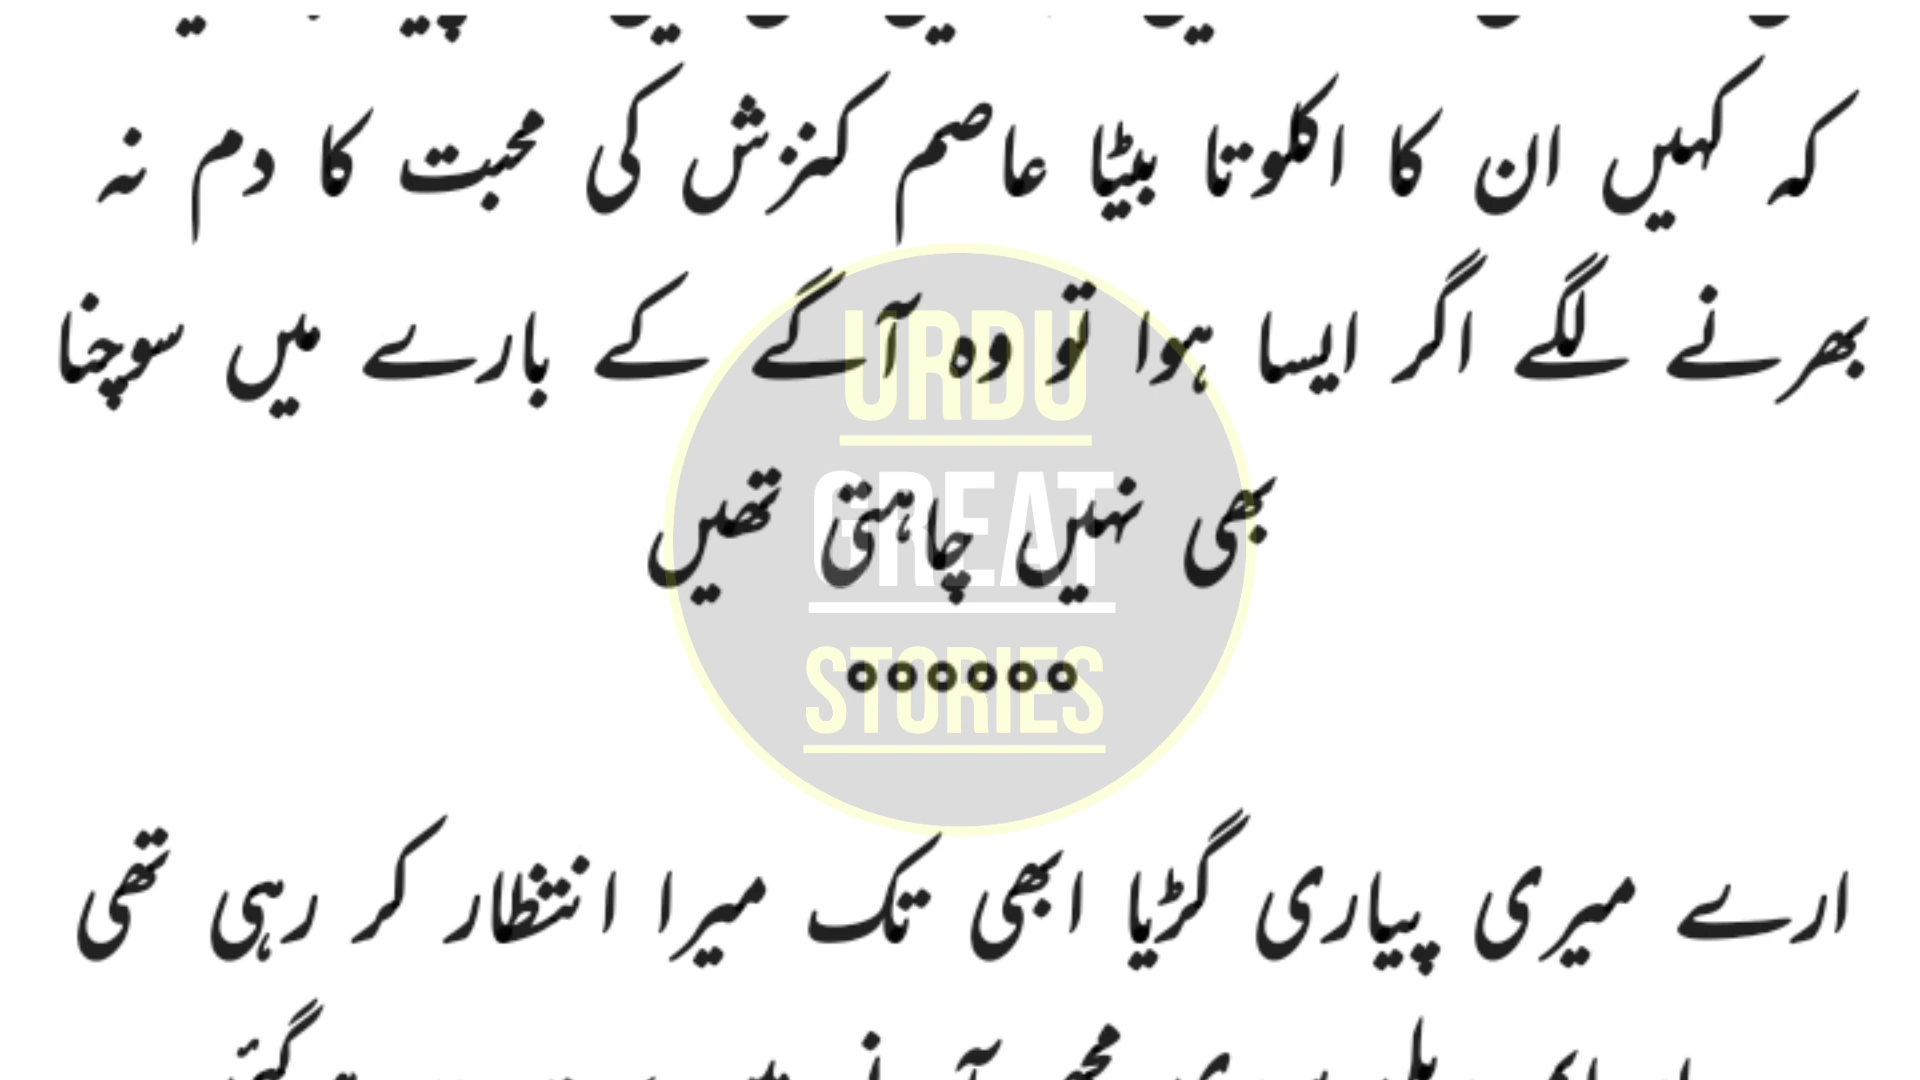 کہ کہیں ان کا اکلوتا بیٹا عاصم کنزش کی محبت کا دم نہ
بھرنے لگے اگر ایسا ہوا تو وہ آگے کے بارے میں سوچنا
بھی نہیں چاہتی تھیں
URDU
GREAT
STORIES
ارے میری پیاری گڑیا ابھی تک میرا انتظار کر رہی تھی